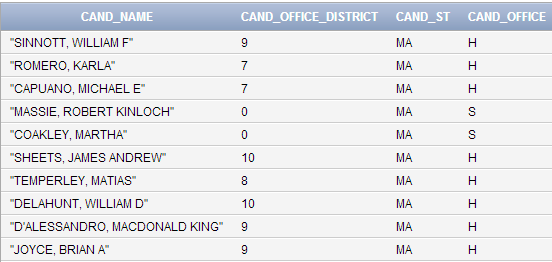 CAND_NAME CAND_OFFICE_DISTRICT CAND_ST CAND_OFFICE
"SINNOTT, WILLIAM F" 9 MA H
"ROMERO, KARLA" 7 MA H
"CAPUANO, MICHAEL E" 7 MA H
"MASSIE, ROBERT KINLOCH" 0 MA S
"COAKLEY, MARTHA" 0 MA S
"SHEETS, JAMES ANDREW" 10 MA H
"TEMPERLEY, MATIAS" 8 MA H
"DELAHUNT, WILLIAM D" 10 MA H
"D'ALESSANDRO, MACDONALD KING" 9 MA H
"JOYCE, BRIAN A" 9 MA H